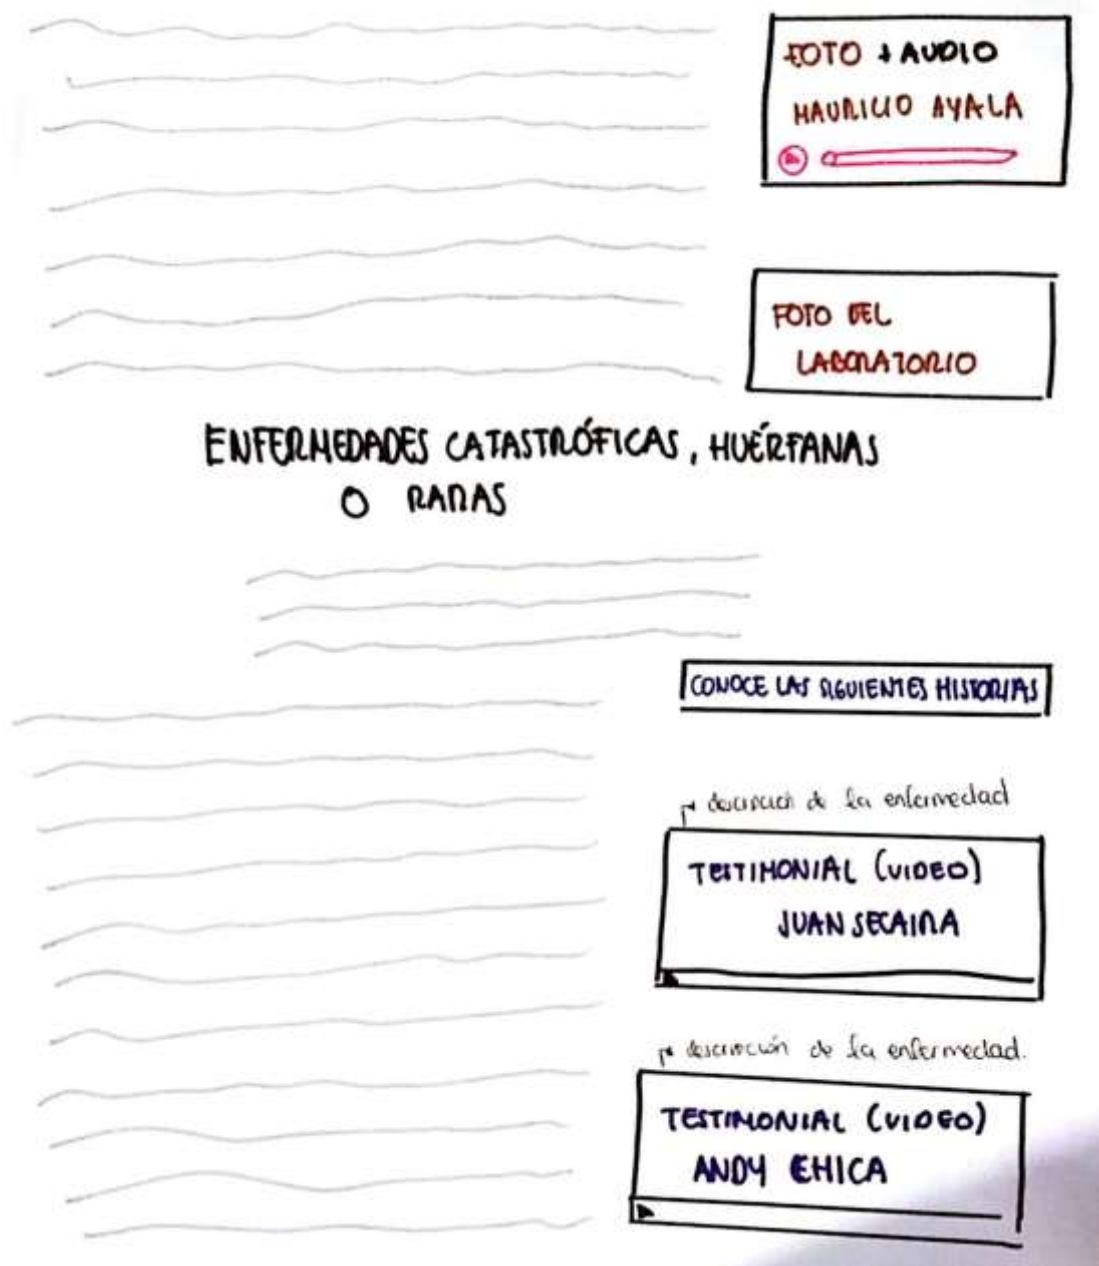 FOTO + AUDIO
MAURICIO AYALA
FOTO DEL
LABORATORIO
ENFERMEDADES CATASTRÓFICAS, HUÉRFANAS
O RARAS
CONOCE LAS SIGUIENTES HISTORIAS
descripción de la enfermedad
TESTIMONIAL (VIDEO)
JUAN SECAIRA
descripción de la enfermedad.
TESTIMONIAL (VIDEO)
ANDY CHICA